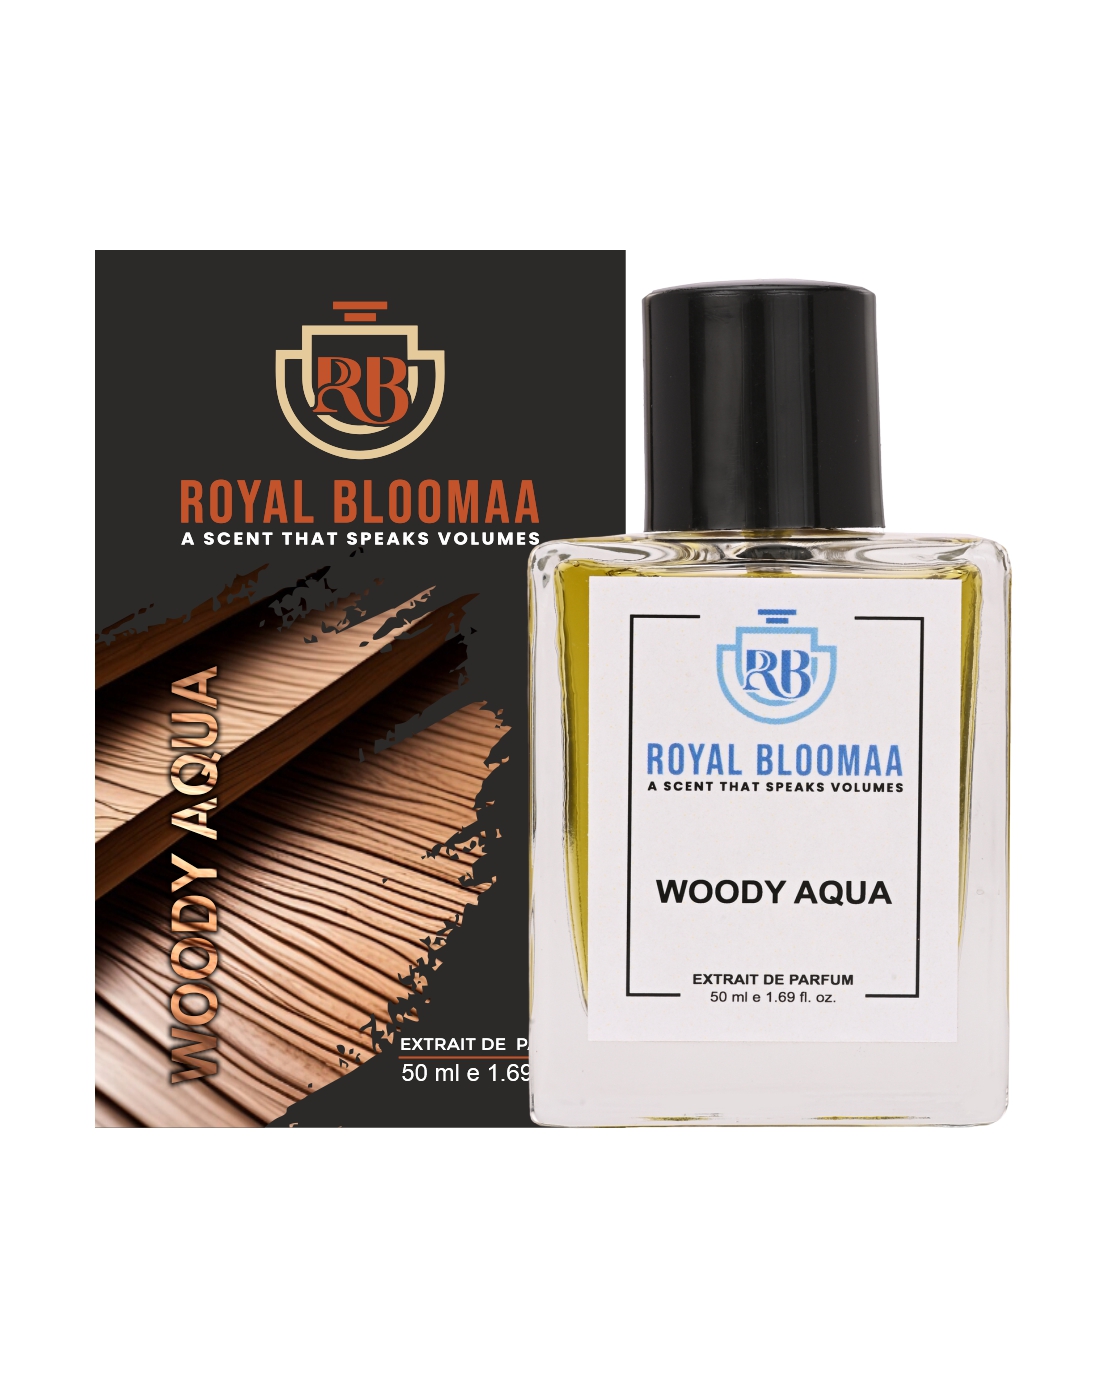 RB
ROYAL BLOOMAA
A SCENT THAT SPEAKS VOLUMES
WOODY AQUA
EXTRAIT DE P
50 ml e 1.69
RB
ROYAL BLOOMAA
A SCENT THAT SPEAKS VOLUMES
WOODY AQUA
EXTRAIT DE PARFUM
50 ml e 1.69 fl. oz.